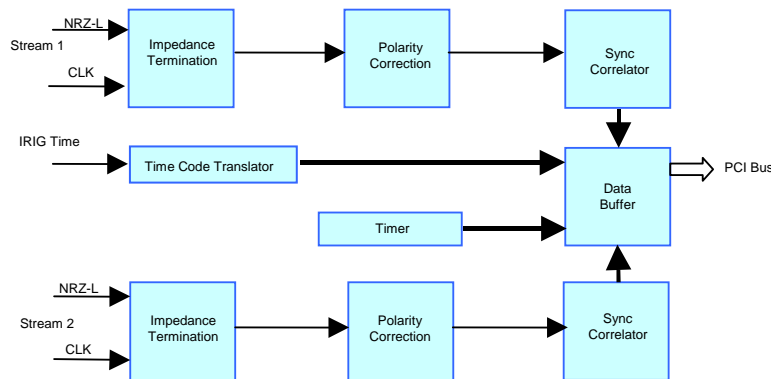 NRZ-L
Stream 1
CLK
Impedance
Termination
Polarity
Correction
Sync
Correlator
IRIG Time
Time Code Translator
Data
Buffer
PCI Bus
Timer
NRZ-L
Stream 2
CLK
Impedance
Termination
Polarity
Correction
Sync
Correlator